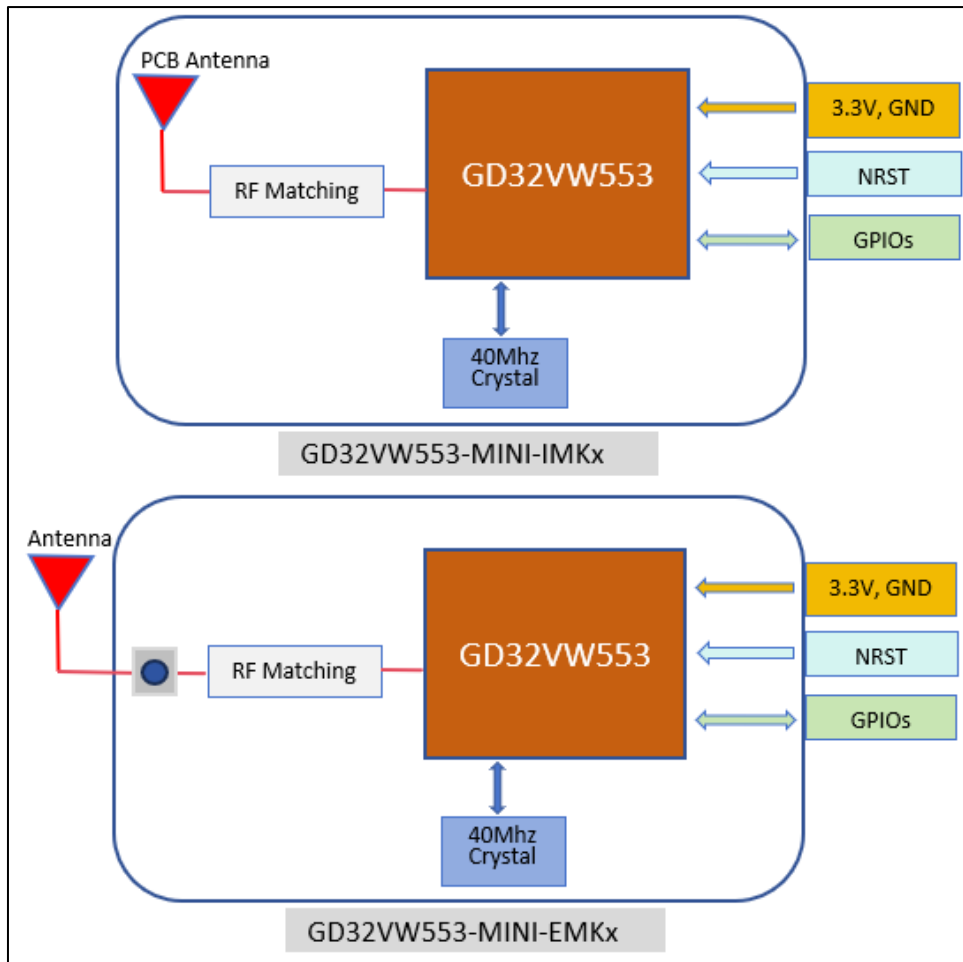 PCB Antenna
GD32VW553
3.3V, GND
RF Matching
NRST
GPIOs
40Mhz
Crystal
GD32VW553-MINI-IMKx
Antenna
GD32VW553
3.3V, GND
RF Matching
NRST
GPIOs
40Mhz
Crystal
GD32VW553-MINI-EMKx